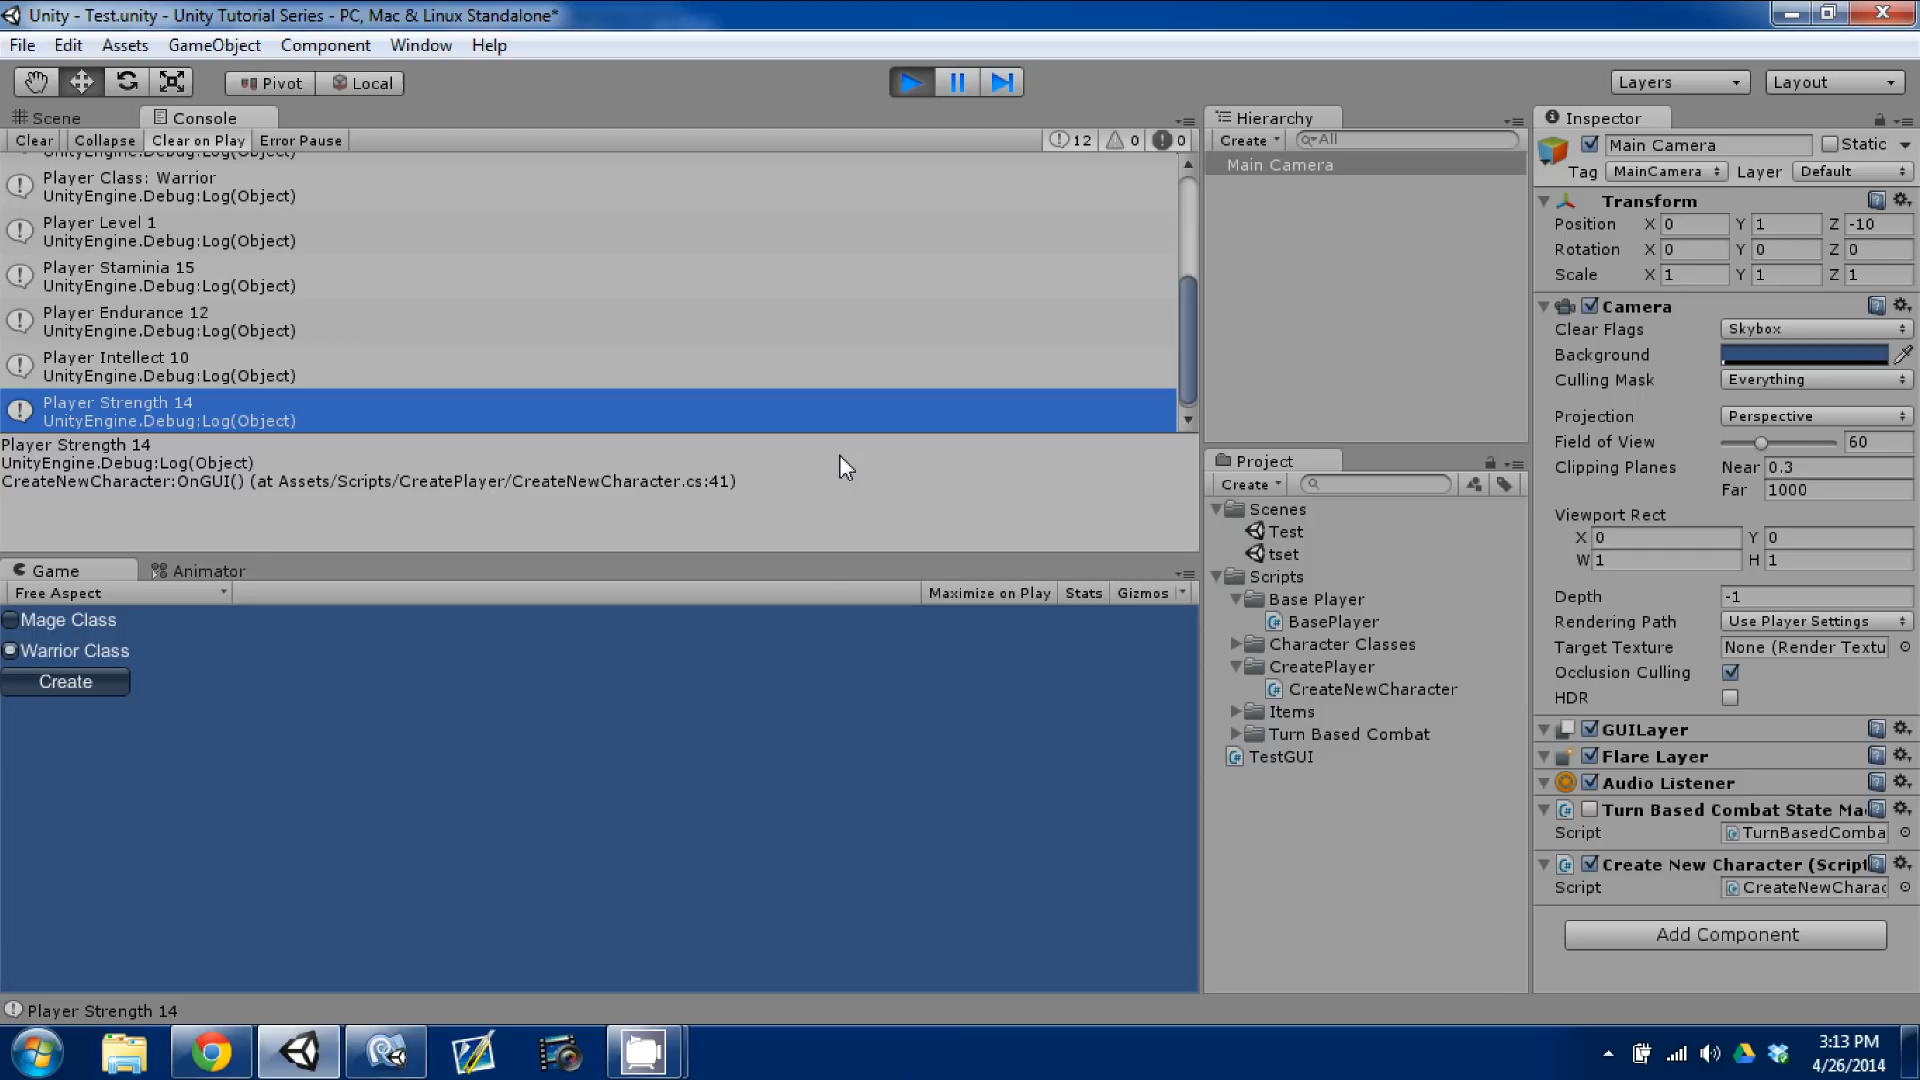 Unity - Test.unity - Unity Tutorial Series - PC, Mac & Linux Standalone*
File Edit Assets GameObject Component Window Help
Pivot Local Layers Layout
Scene Console
Clear Collapse Clear on Play Error Pause 12 0 0
UnityEngine.Debug:Log(Object)
Player Class: Warrior
UnityEngine.Debug:Log(Object)
Player Level 1
UnityEngine.Debug:Log(Object)
Player Staminia 15
UnityEngine.Debug:Log(Object)
Player Endurance 12
UnityEngine.Debug:Log(Object)
Player Intellect 10
UnityEngine.Debug:Log(Object)
Player Strength 14
UnityEngine.Debug:Log(Object)
Player Strength 14
UnityEngine.Debug:Log(Object)
CreateNewCharacter:OnGUI() (at Assets/Scripts/CreatePlayer/CreateNewCharacter.cs:41)
Game Animator
Free Aspect Maximize on Play Stats Gizmos
Mage Class
Warrior Class
Create
Player Strength 14
Hierarchy
Create All
Main Camera
Project
Create
Scenes
Test
tset
Scripts
Base Player
BasePlayer
Character Classes
CreatePlayer
CreateNewCharacter
Items
Turn Based Combat
TestGUI
Inspector
Main Camera Static
Tag MainCamera Layer Default
Transform
Position X 0 Y 1 Z -10
Rotation X 0 Y 0 Z 0
Scale X 1 Y 1 Z 1
Camera
Clear Flags Skybox
Background
Culling Mask Everything
Projection Perspective
Field of View 60
Clipping Planes Near 0.3
Far 1000
Viewport Rect
X 0 Y 0
W 1 H 1
Depth -1
Rendering Path Use Player Settings
Target Texture None (Render Textu
Occlusion Culling
HDR
GUILayer
Flare Layer
Audio Listener
Turn Based Combat State Ma
Script TurnBasedComba
Create New Character (Script
Script CreateNewCharac
Add Component
3:13 PM
4/26/2014